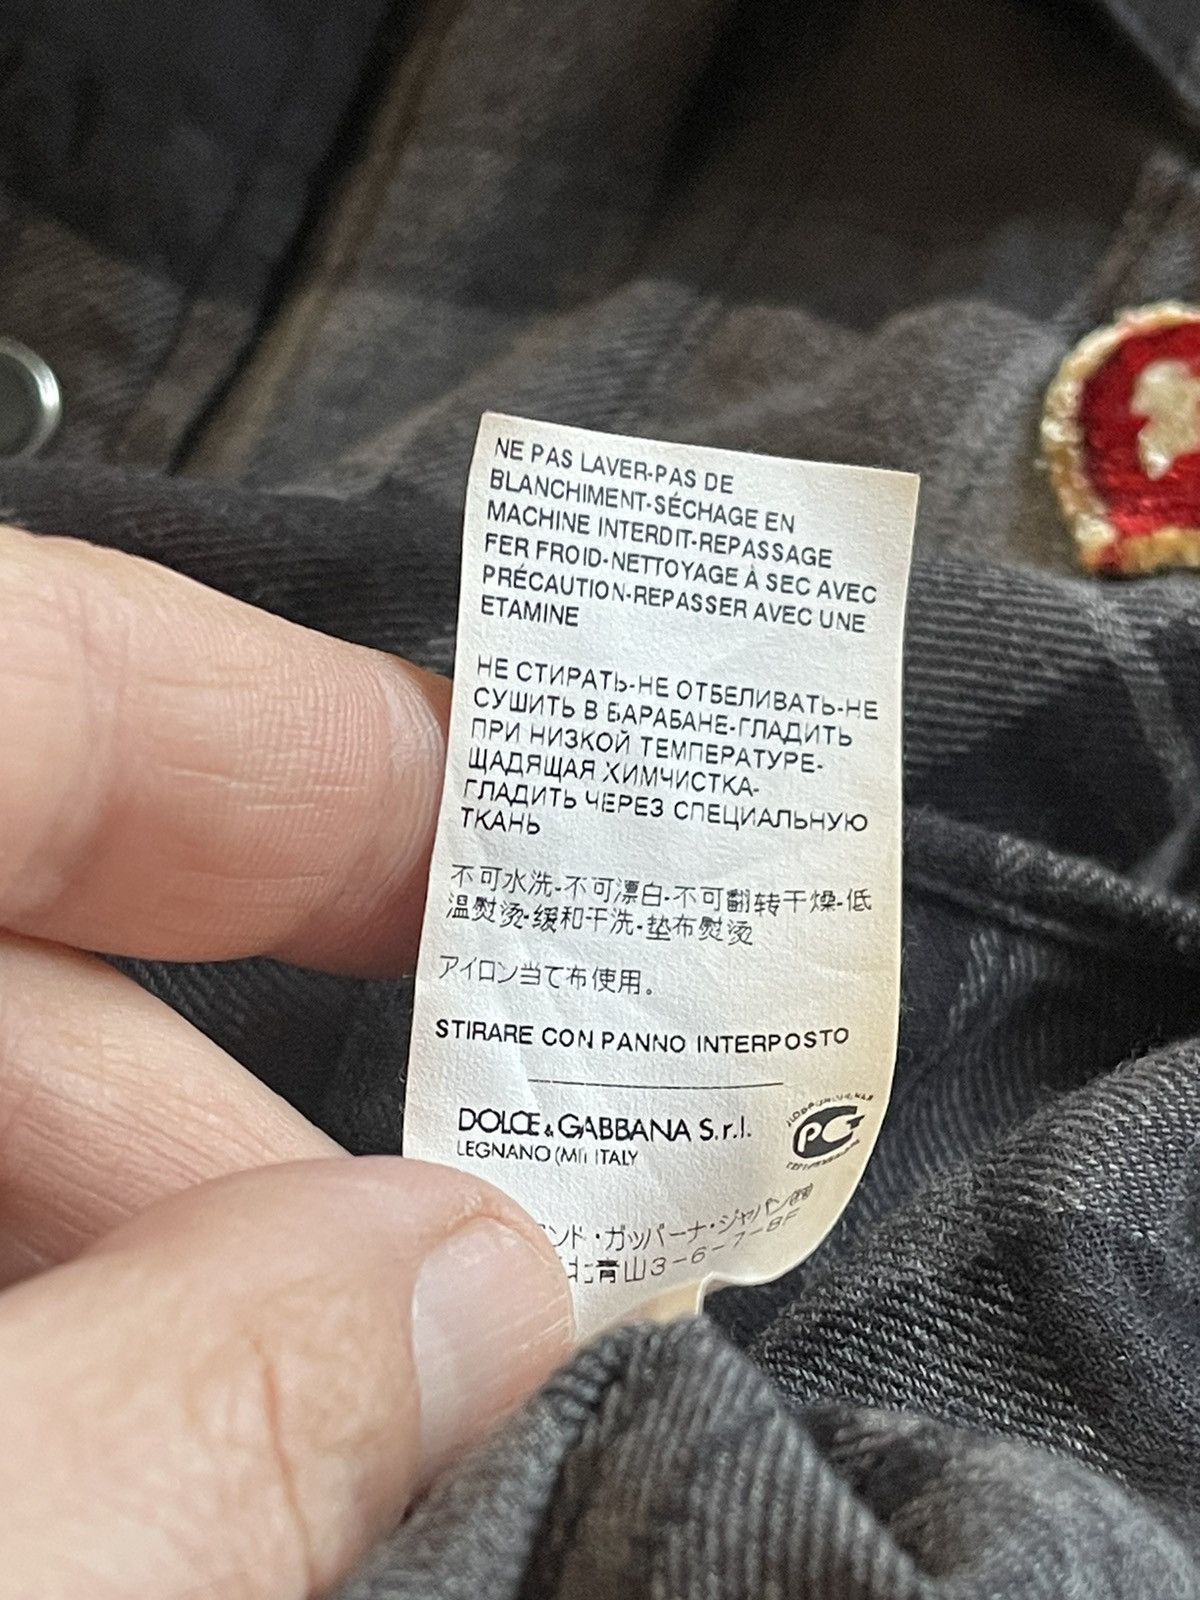 NE PAS LAVER-PAS DE
BLANCHIMENT-SÉCHAGE EN
MACHINE INTERDIT-REPASSAGE
FER FROID-NETTOYAGE À SEC AVEC
PRÉCAUTION-REPASSER AVEC UNE
ETAMINE
НЕ СТИРАТЬ-НЕ ОТБЕЛИВАТЬ-НЕ
СУШИТЬ В БАРАБАНЕ-ГЛАДИТЬ
ПРИ НИЗКОЙ ТЕМПЕРАТУРЕ-
ЩАДЯЩАЯ ХИМЧИСТКА-
ГЛАДИТЬ ЧЕРЕЗ СПЕЦИАЛЬНУЮ
ТКАНЬ
不可水洗-不可漂白-不可翻转干燥-低
温熨烫-缓和干洗-垫布熨烫
アイロン当て布使用。
STIRARE CON PANNO INTERPOSTO
DOLCE & GABBANA S.r.l.
LEGNANO (MI) ITALY
PC
ンド・ガッバーナ・ジャパン㈱
北青山3-6-7-8F